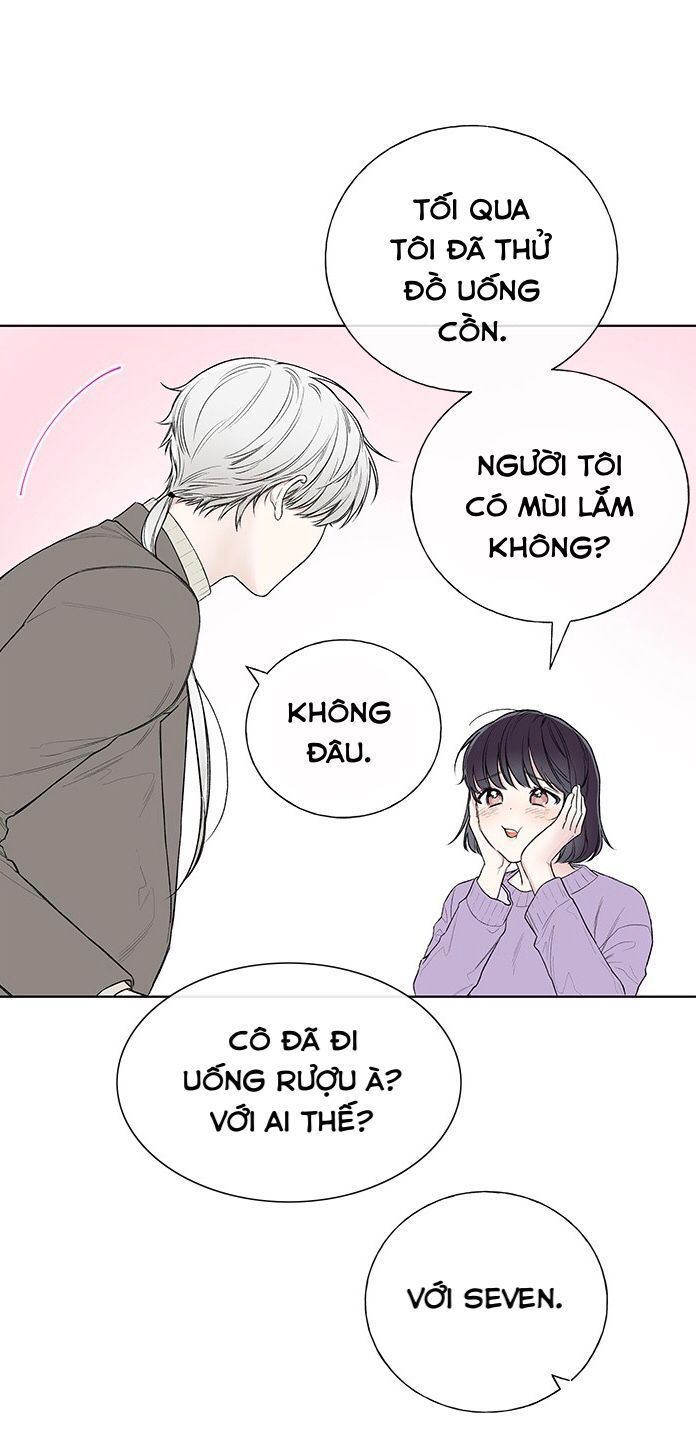 TỐI QUA
TÔI ĐÃ THỬ
ĐỒ UỐNG
CỒN.
NGƯỜI TÔI
CÓ MÙI LẮM
KHÔNG?
KHÔNG
ĐÂU.
CÔ ĐÃ ĐI
UỐNG RƯỢU À?
VỚI AI THẾ?
VỚI SEVEN.